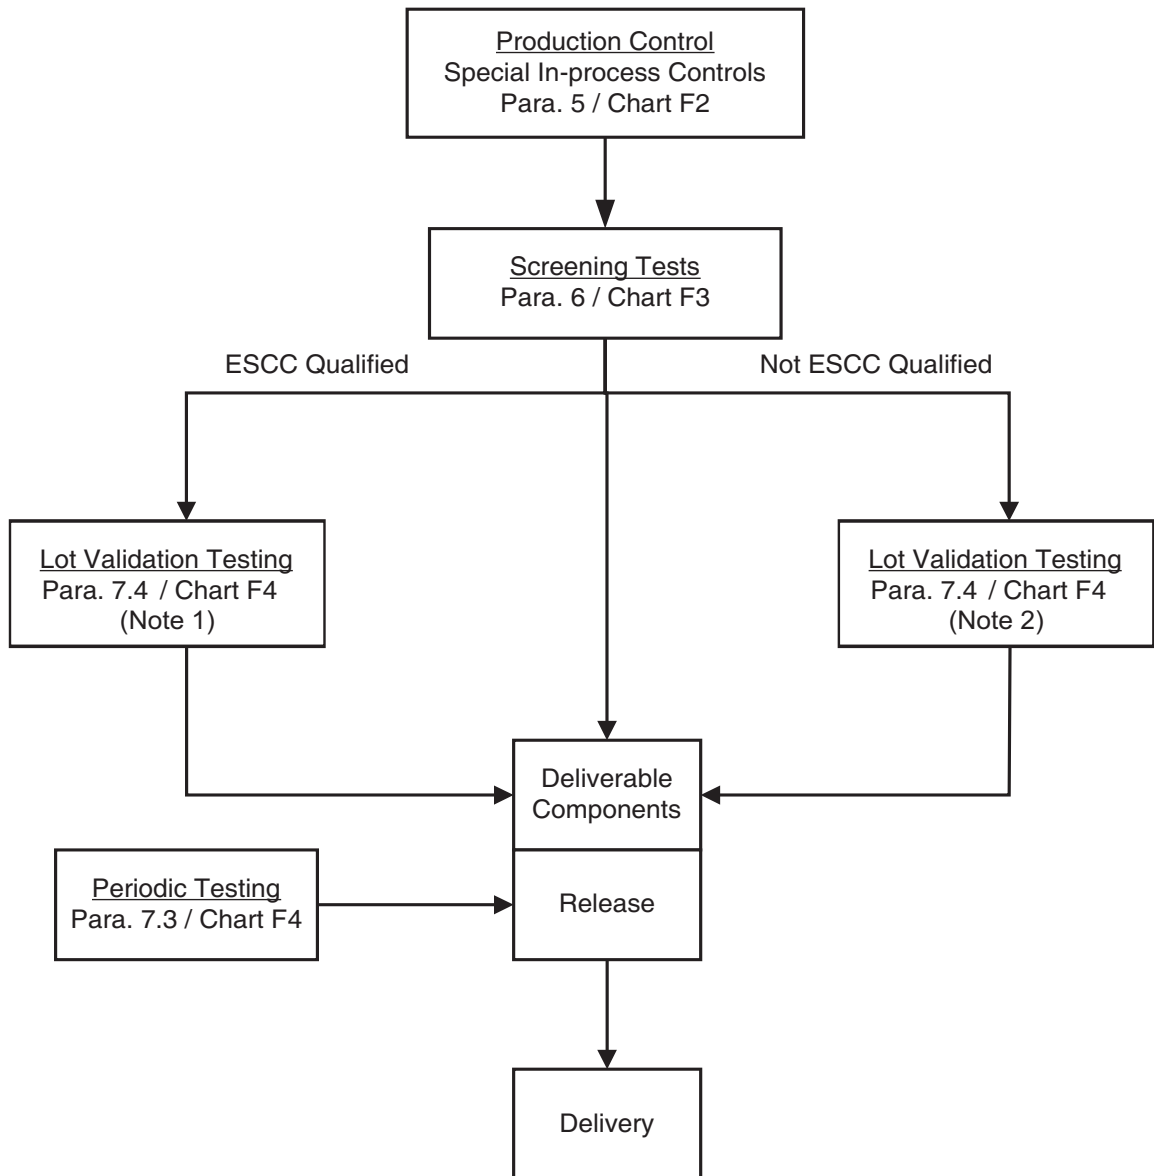 Production Control
Special In-process Controls
Para. 5 / Chart F2
Screening Tests
Para. 6 / Chart F3
ESCC Qualified
Not ESCC Qualified
Lot Validation Testing
Para. 7.4 / Chart F4
(Note 1)
Lot Validation Testing
Para. 7.4 / Chart F4
(Note 2)
Deliverable
Components
Periodic Testing
Para. 7.3 / Chart F4
Release
Delivery